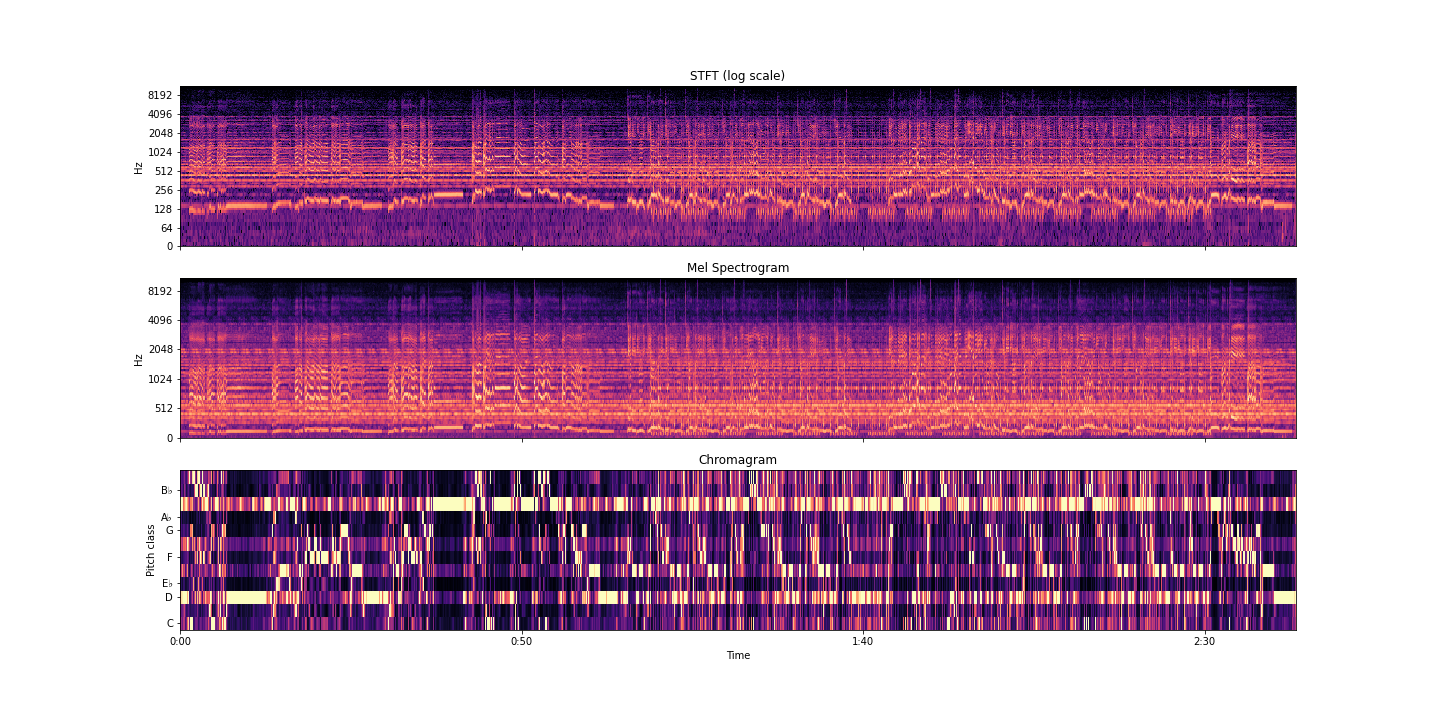 STFT (log scale)
8192
4096
2048
1024
512
256
128
64
0
Hz
Mel Spectrogram
8192
4096
2048
1024
512
0
Hz
Chromagram
B♭
A♭
G
F
E♭
D
C
Pitch class
0:00
0:50
1:40
2:30
Time